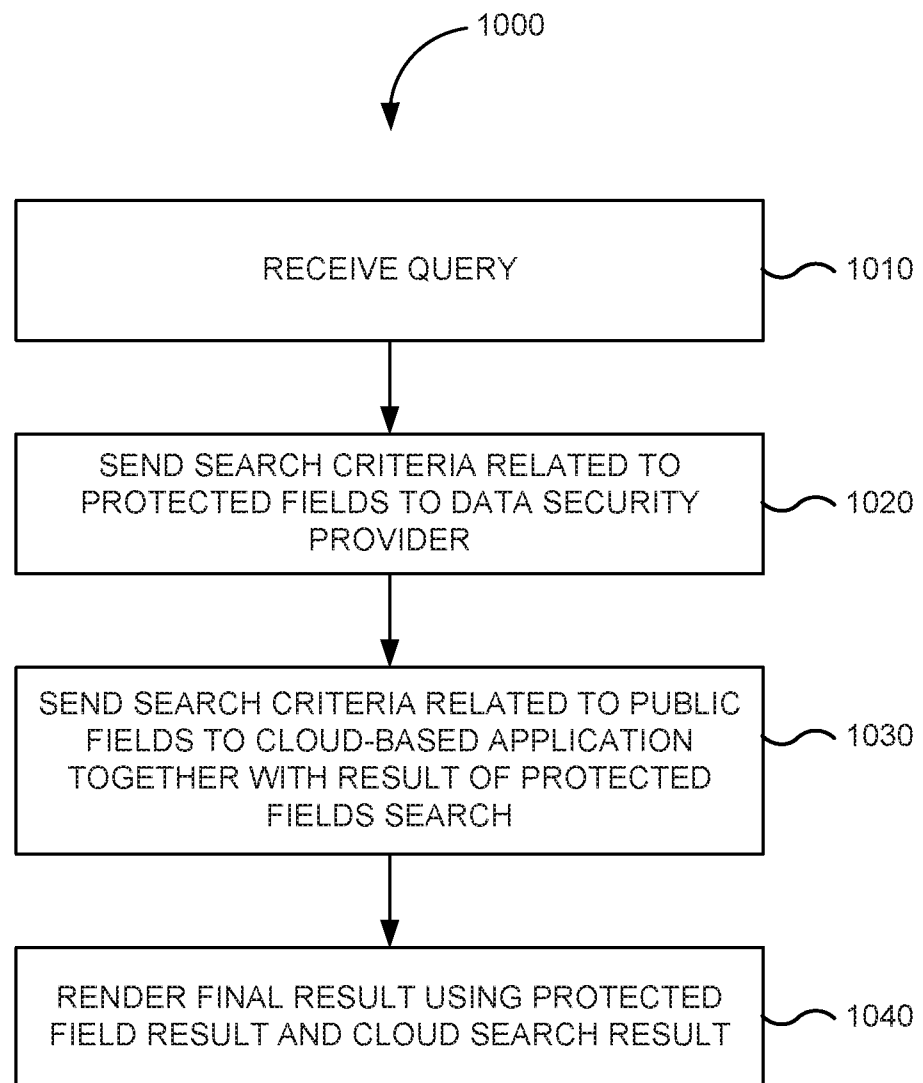 1000
RECEIVE QUERY
1010
SEND SEARCH CRITERIA RELATED TO
PROTECTED FIELDS TO DATA SECURITY
PROVIDER
1020
SEND SEARCH CRITERIA RELATED TO PUBLIC
FIELDS TO CLOUD-BASED APPLICATION
TOGETHER WITH RESULT OF PROTECTED
FIELDS SEARCH
1030
RENDER FINAL RESULT USING PROTECTED
FIELD RESULT AND CLOUD SEARCH RESULT
1040